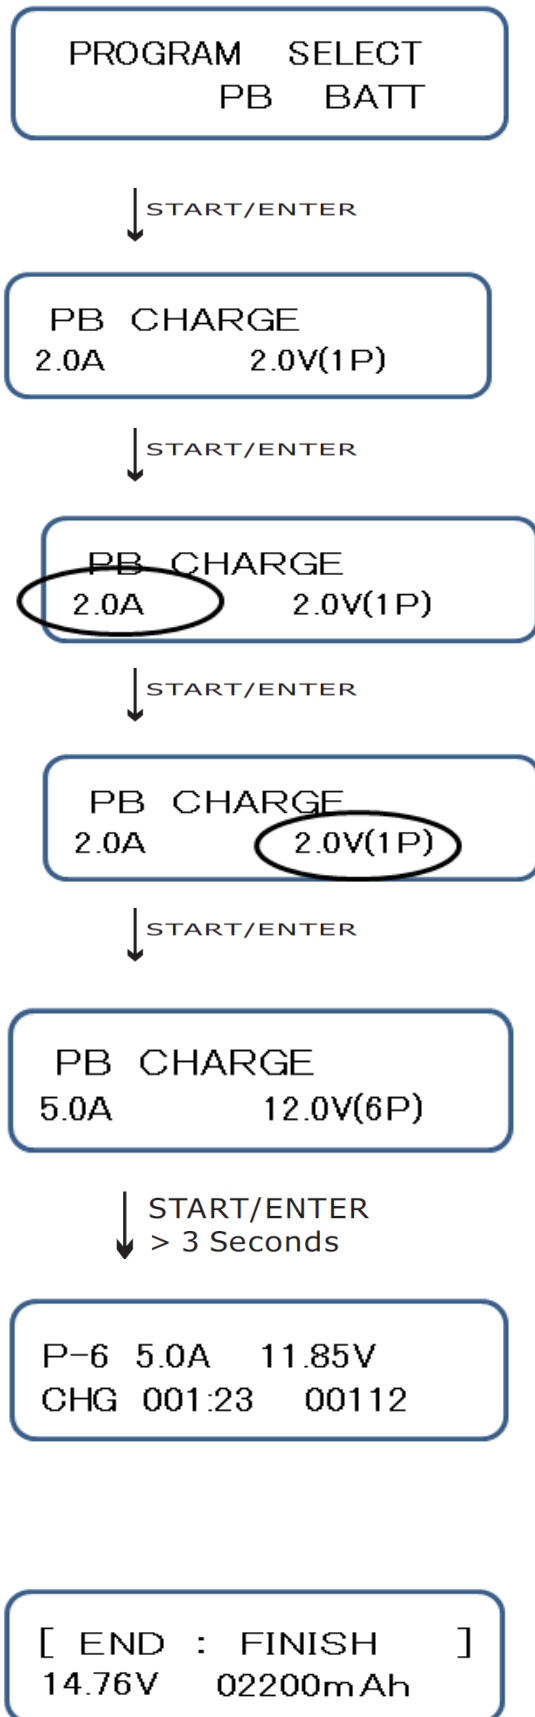 PROGRAM SELECT
PB BATT
START/ENTER
PB CHARGE
2.0A 2.0V(1P)
START/ENTER
PB CHARGE
2.0A 2.0V(1P)
START/ENTER
PB CHARGE
2.0A 2.0V(1P)
START/ENTER
PB CHARGE
5.0A 12.0V(6P)
START/ENTER
> 3 Seconds
P-6 5.0A 11.85V
CHG 001:23 00112
[ END : FINISH ]
14.76V 02200mAh